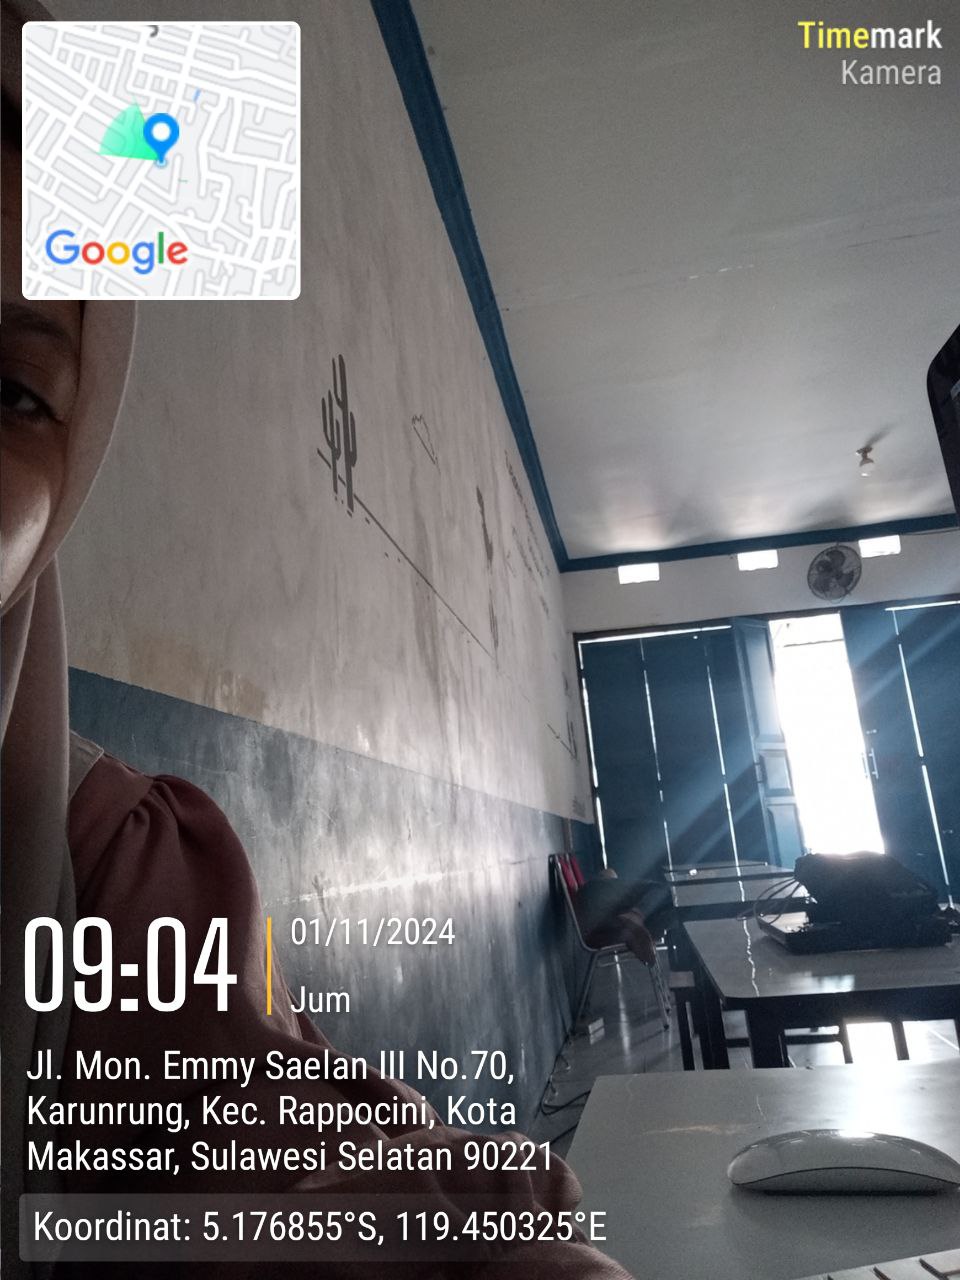 Google
Timemark
Kamera
09:04
01/11/2024
Jum
Jl. Mon. Emmy Saelan III No.70,
Karunrung, Kec. Rappocini, Kota
Makassar, Sulawesi Selatan 90221
Koordinat: 5.176855°S, 119.450325°E